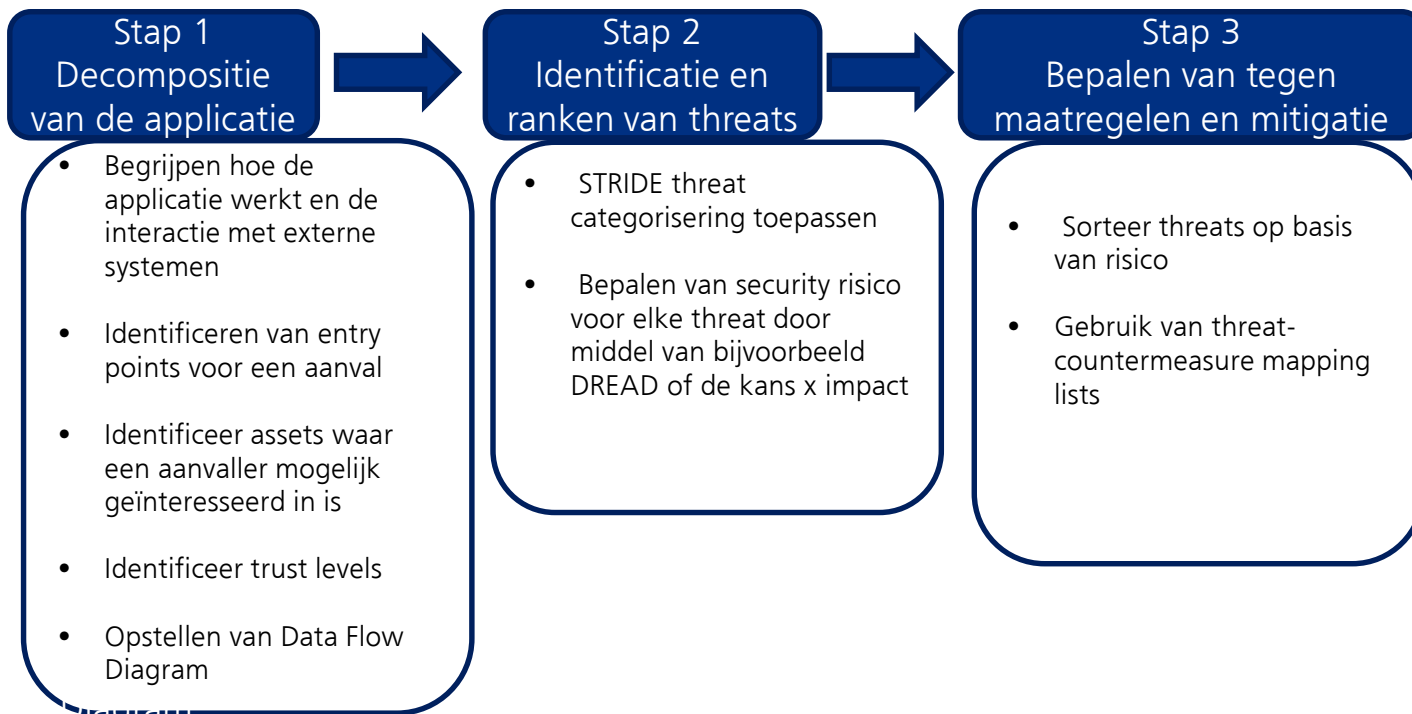 Stap 1
Decompositie
van de applicatie
• Begrijpen hoe de
applicatie werkt en de
interactie met externe
systemen
• Identificeren van entry
points voor een aanval
• Identificeer assets waar
een aanvaller mogelijk
geïnteresseerd in is
• Identificeer trust levels
• Opstellen van Data Flow
Diagram
Diagram
Stap 2
Identificatie en
ranken van threats
• STRIDE threat
categorisering toepassen
• Bepalen van security risico
voor elke threat door
middel van bijvoorbeeld
DREAD of de kans x impact
Stap 3
Bepalen van tegen
maatregelen en mitigatie
• Sorteer threats op basis
van risico
• Gebruik van threat-
countermeasure mapping
lists